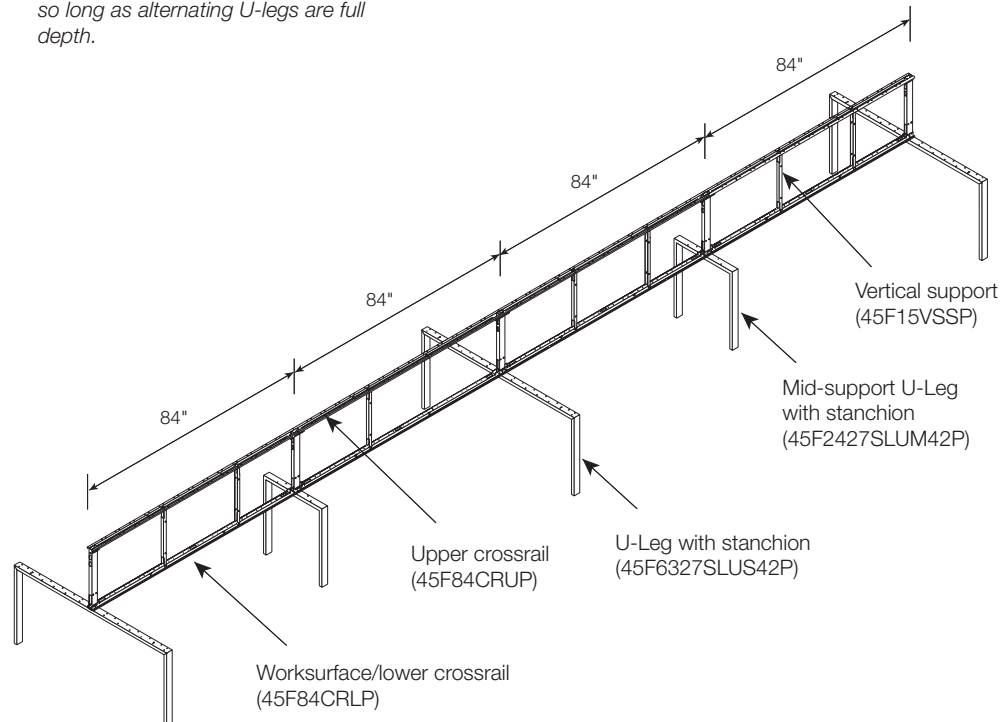 so long as alternating U-legs are full
depth.
84"
84"
84"
84"
Vertical support
(45F15VSSP)
Mid-support U-Leg
with stanchion
(45F2427SLUM42P)
U-Leg with stanchion
(45F6327SLUS42P)
Upper crossrail
(45F84CRUP)
Worksurface/lower crossrail
(45F84CRLP)